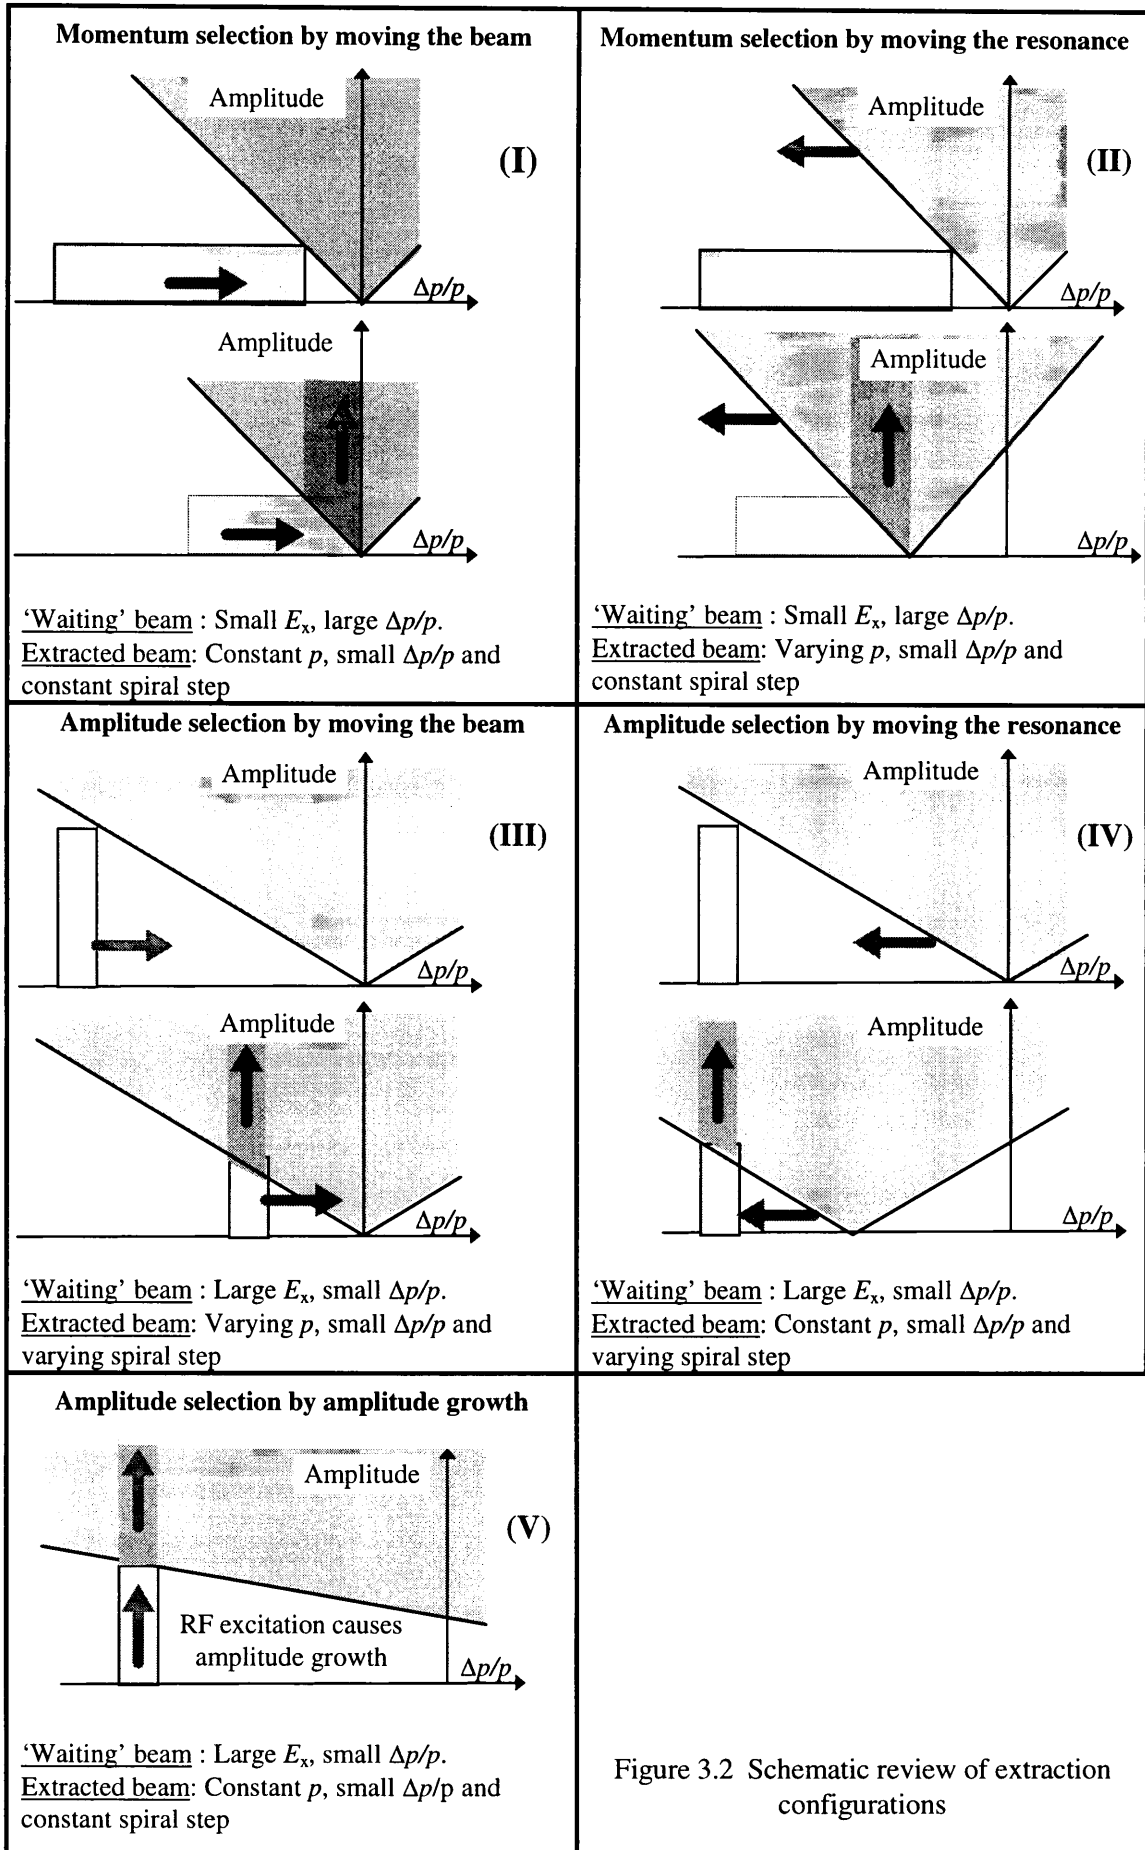 Momentum selection by moving the beam
Amplitude
(I)
Δp/p
Amplitude
Δp/p
'Waiting' beam : Small Ex, large Δp/p.
Extracted beam: Constant p, small Δp/p and
constant spiral step
Momentum selection by moving the resonance
Amplitude
(II)
Δp/p
Amplitude
Δp/p
'Waiting' beam : Small Ex, large Δp/p.
Extracted beam: Varying p, small Δp/p and
constant spiral step
Amplitude selection by moving the beam
Amplitude
(III)
Δp/p
Amplitude
Δp/p
'Waiting' beam : Large Ex, small Δp/p.
Extracted beam: Varying p, small Δp/p and
varying spiral step
Amplitude selection by moving the resonance
Amplitude
(IV)
Δp/p
Amplitude
Δp/p
'Waiting' beam : Large Ex, small Δp/p.
Extracted beam: Constant p, small Δp/p and
varying spiral step
Amplitude selection by amplitude growth
Amplitude
(V)
RF excitation causes
amplitude growth
Δp/p
'Waiting' beam : Large Ex, small Δp/p.
Extracted beam: Constant p, small Δp/p and
constant spiral step
Figure 3.2 Schematic review of extraction
configurations